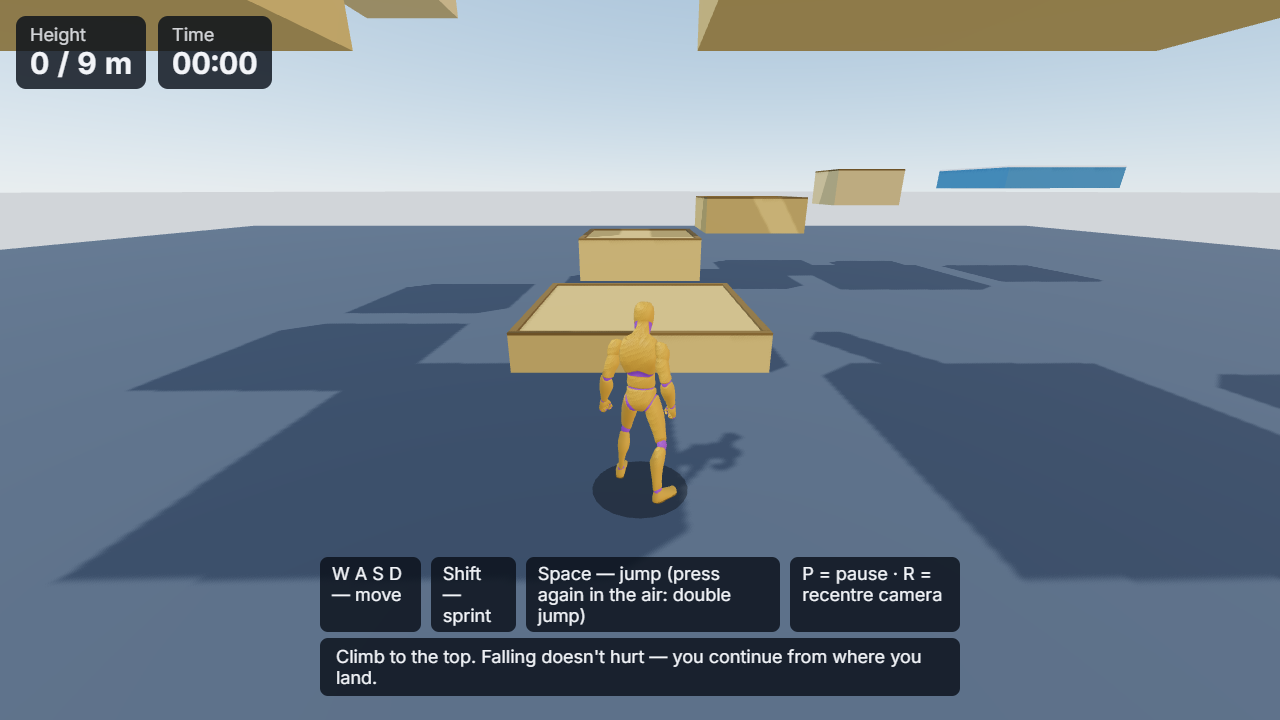 Height
0 / 9 m
Time
00:00
W A S D
— move
Shift
—
sprint
Space — jump (press
again in the air: double
jump)
P = pause · R =
recentre camera
Climb to the top. Falling doesn't hurt — you continue from where you
land.